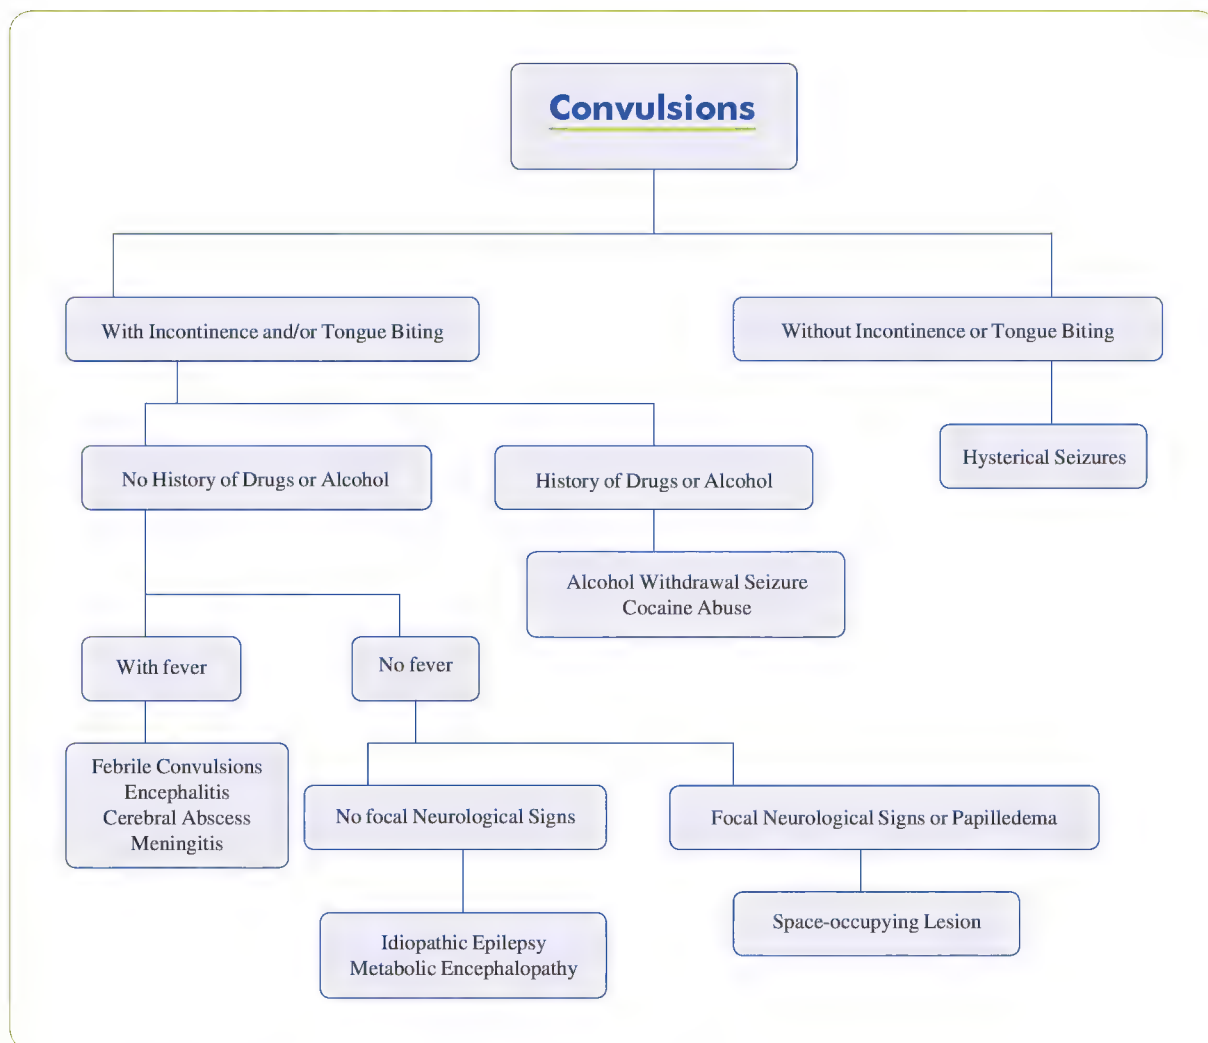 Convulsions
With Incontinence and/or Tongue Biting
Without Incontinence or Tongue Biting
No History of Drugs or Alcohol
History of Drugs or Alcohol
Hysterical Seizures
Alcohol Withdrawal Seizure
Cocaine Abuse
With fever
No fever
Febrile Convulsions
Encephalitis
Cerebral Abscess
Meningitis
No focal Neurological Signs
Focal Neurological Signs or Papilledema
Idiopathic Epilepsy
Metabolic Encephalopathy
Space-occupying Lesion